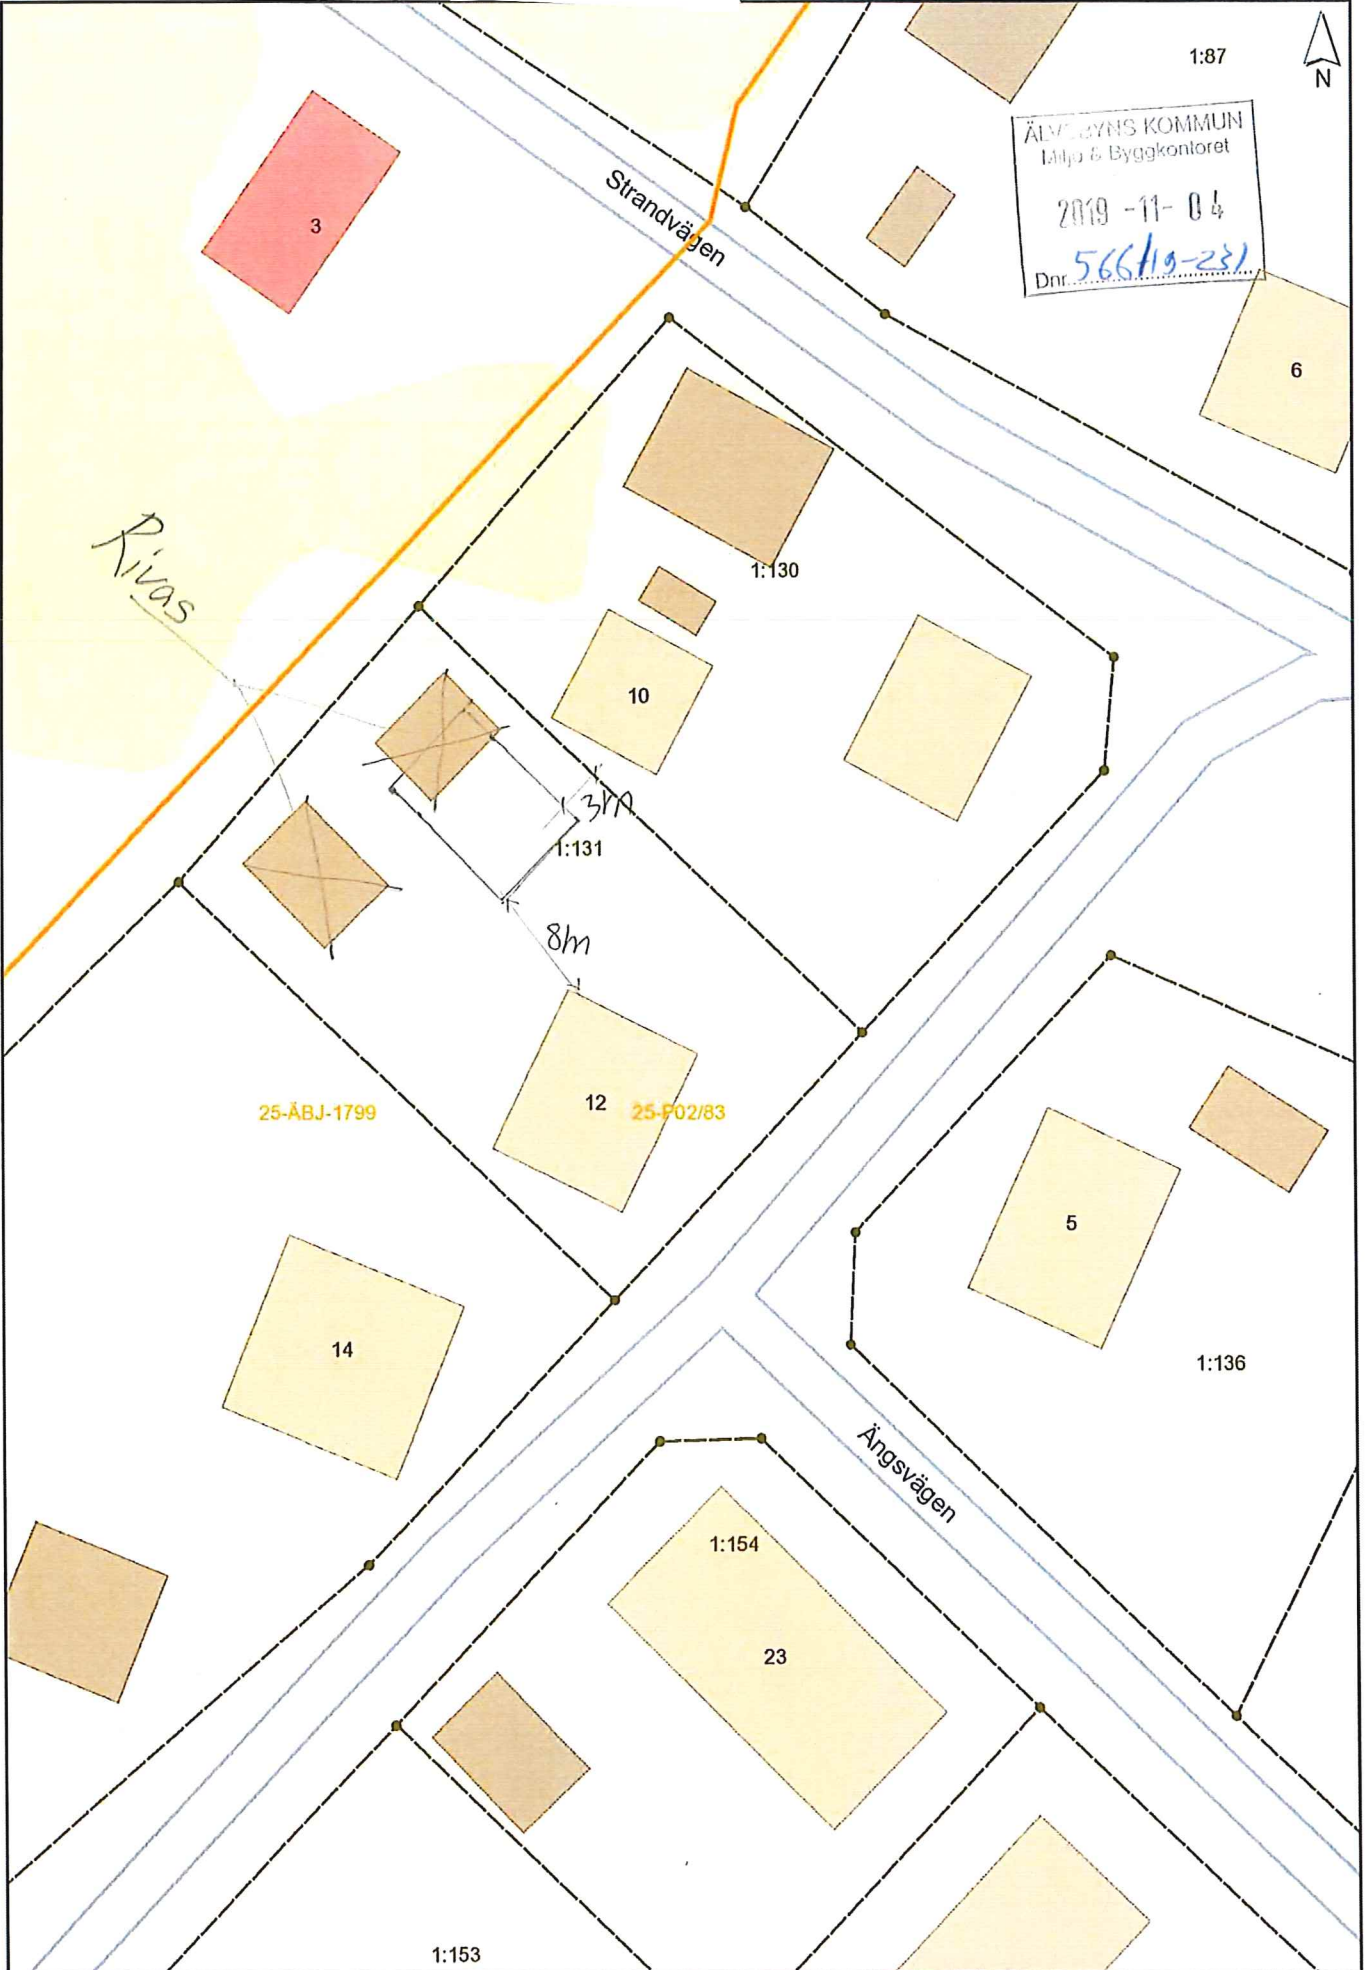 1:87
N
ÄLVSBYNS KOMMUN
Miljö & Byggkontoret
2019 -11- 04
Dnr. 566/19-231
3
Strandvägen
6
Rivas
1:130
10
3m
1:131
8m
12
25-ÄBJ-1799
25-P02/83
5
14
1:136
Ängsvägen
1:154
23
1:153